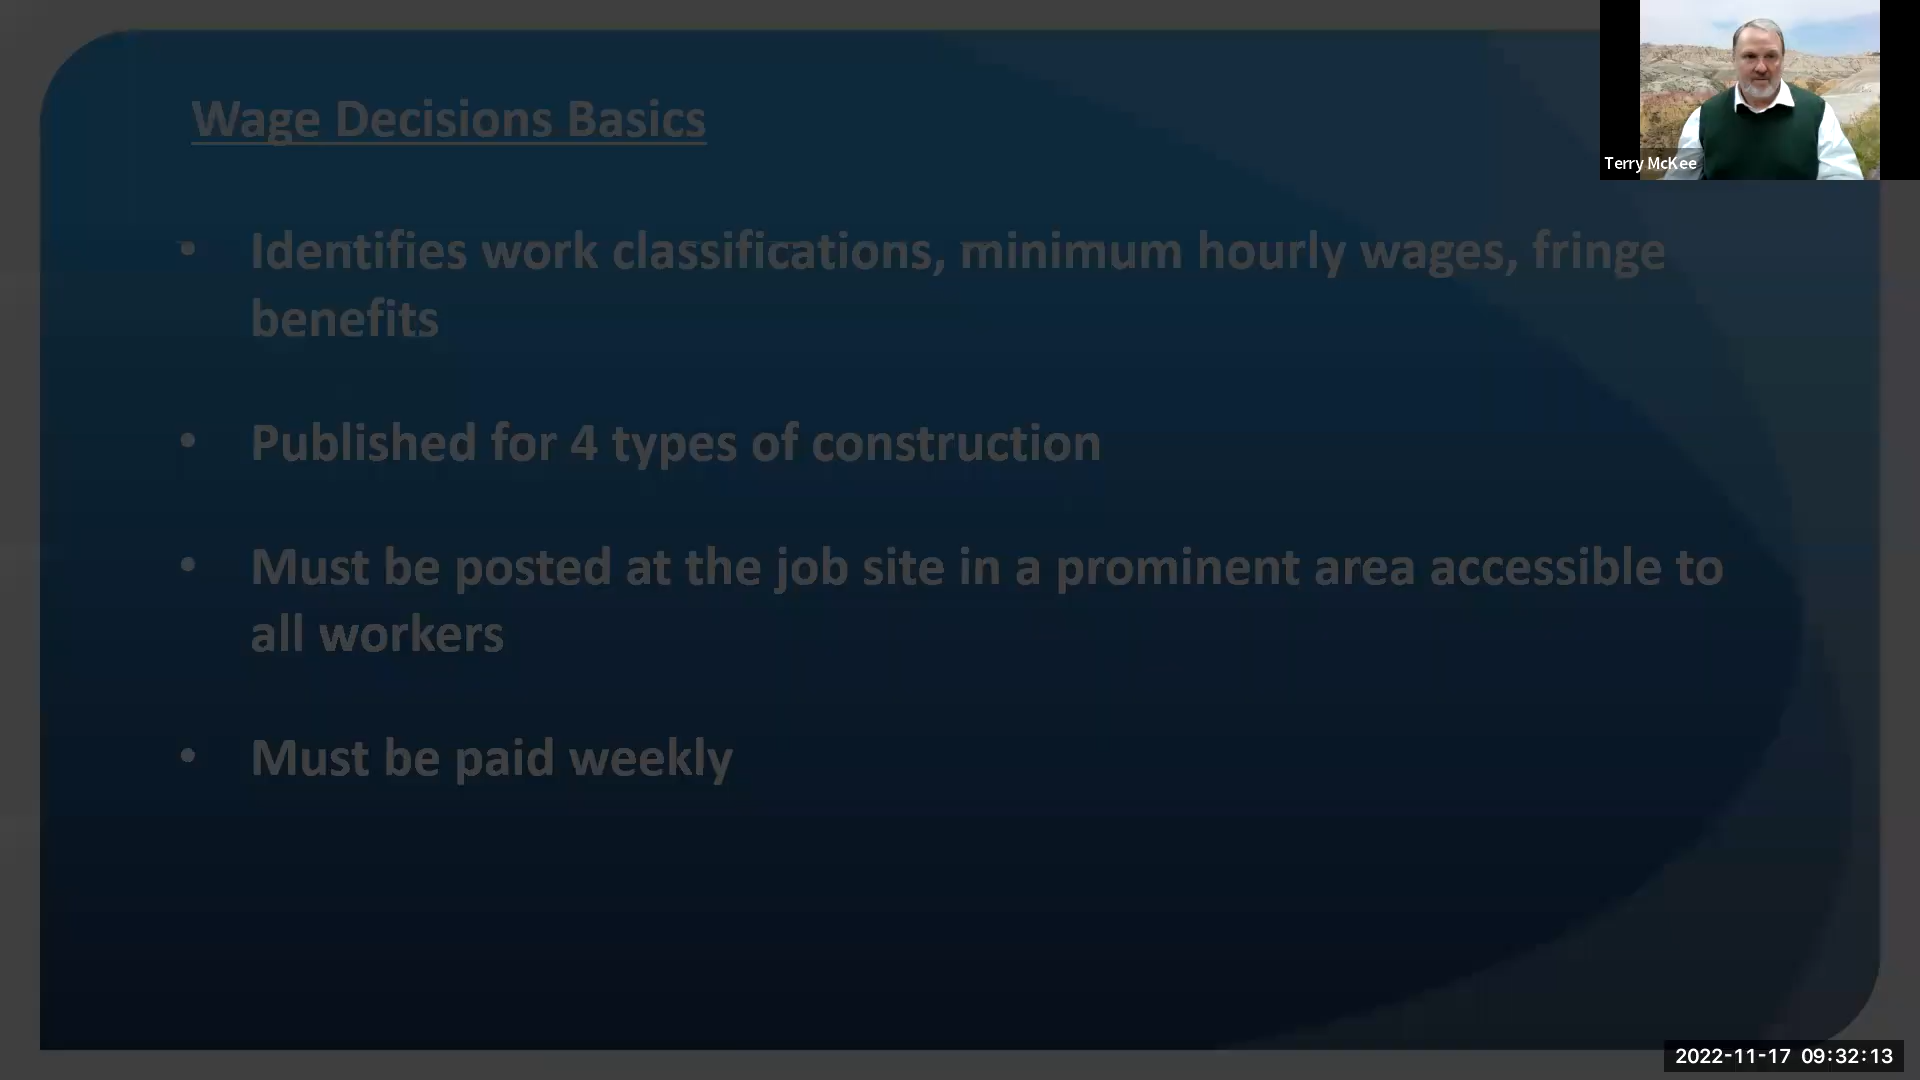 Wage Decisions Basics
Terry McKee
• Identifies work classifications, minimum hourly wages, fringe
benefits
• Published for 4 types of construction
• Must be posted at the job site in a prominent area accessible to
all workers
• Must be paid weekly
2022-11-17 09:32:13